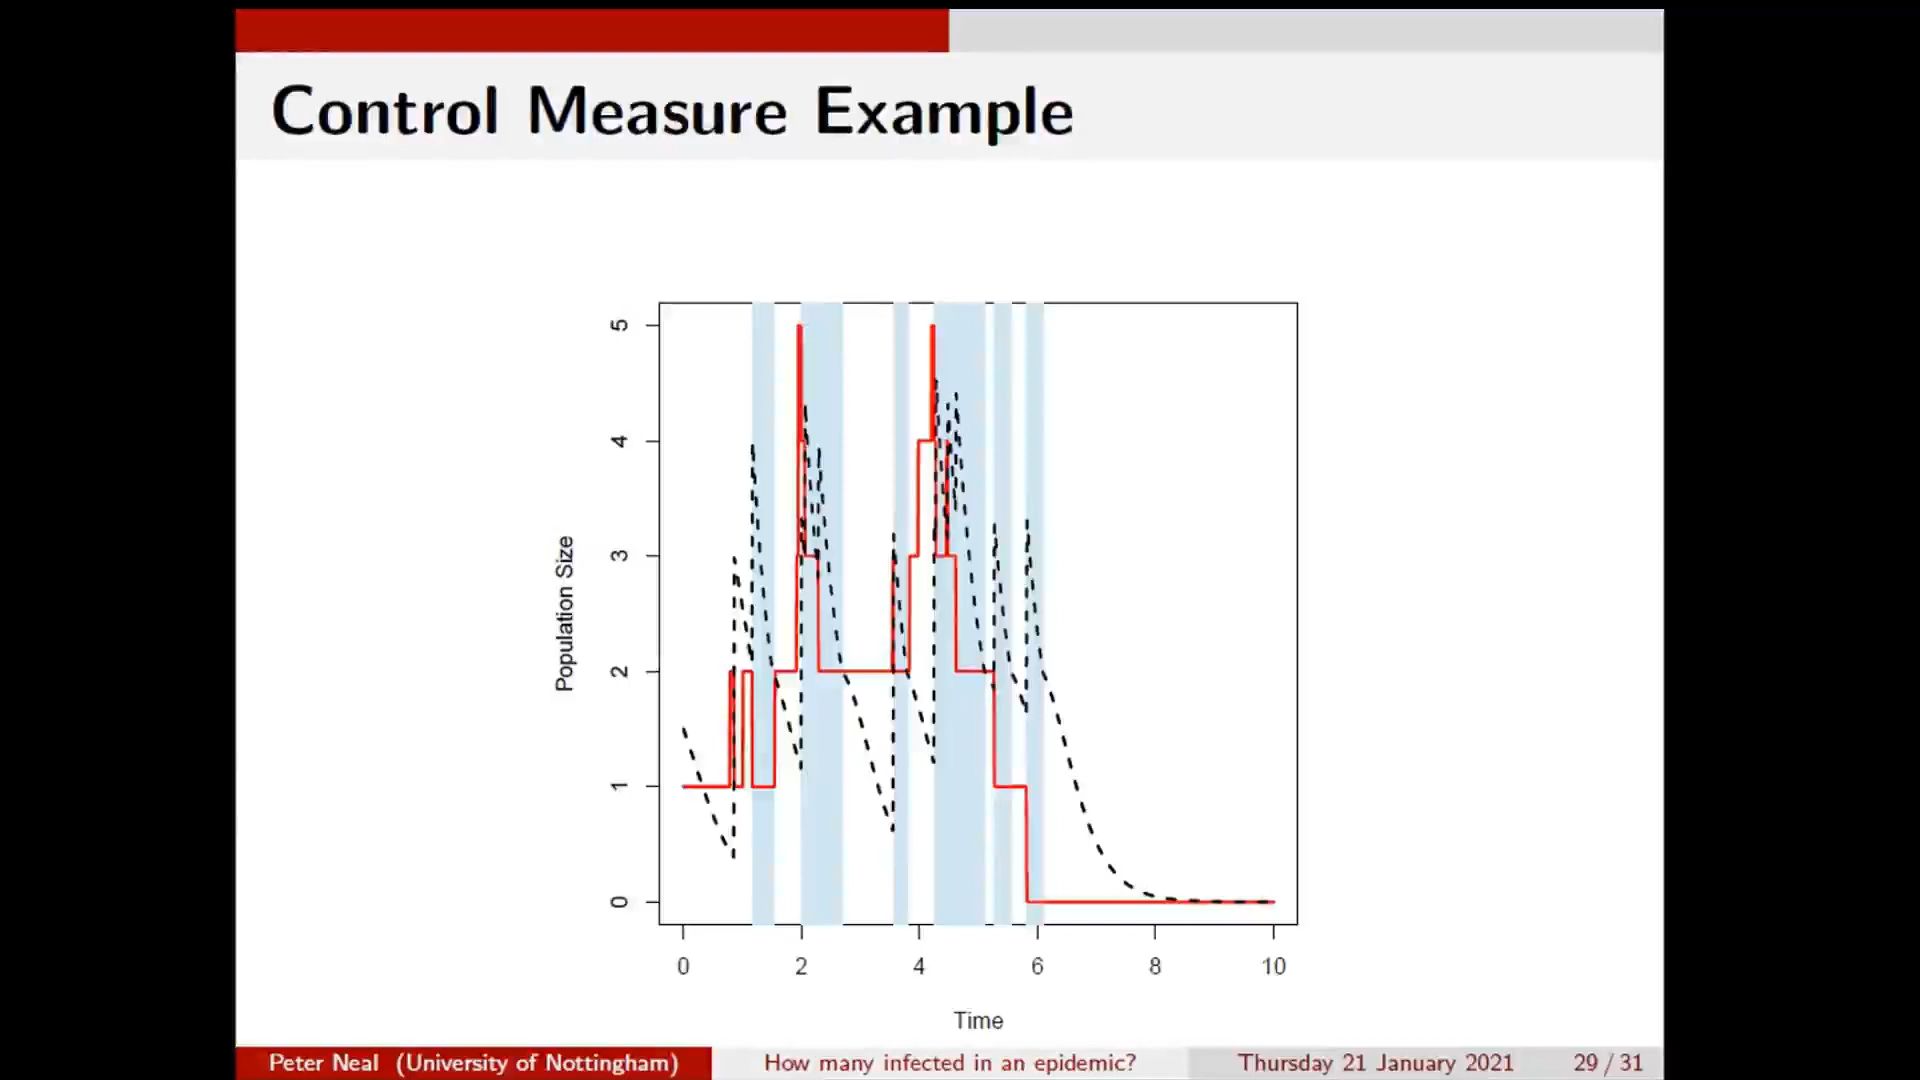 Control Measure Example
5
4
3
2
1
0
Population Size
0 2 4 6 8 10
Time
Peter Neal (University of Nottingham) How many infected in an epidemic? Thursday 21 January 2021 29 / 31